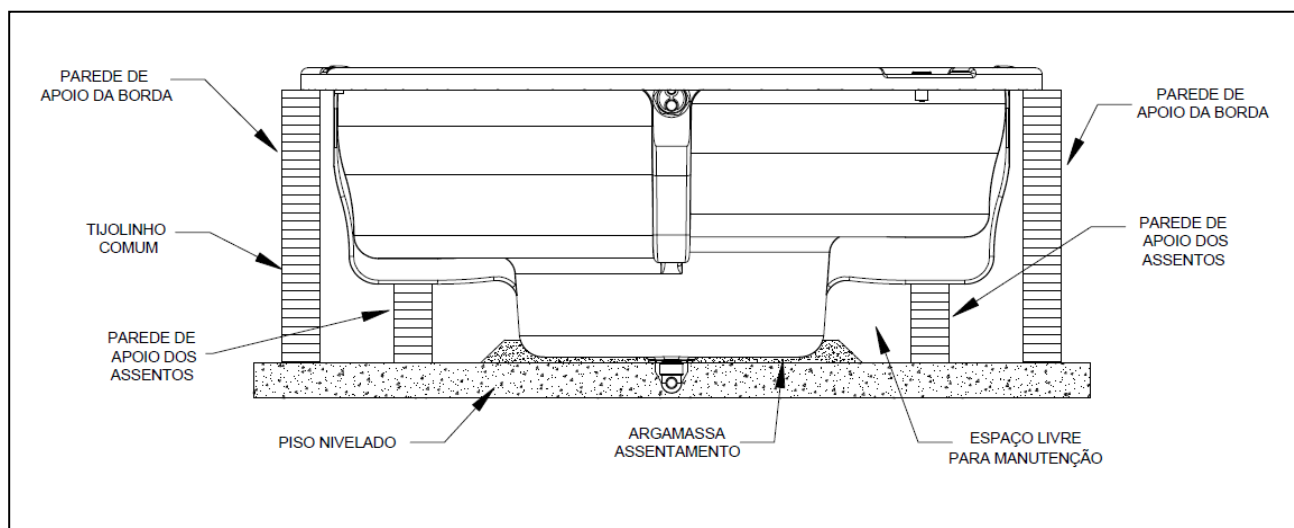 PAREDE DE
APOIO DA BORDA
PAREDE DE
APOIO DA BORDA
TIJOLINHO
COMUM
PAREDE DE
APOIO DOS
ASSENTOS
PAREDE DE
APOIO DOS
ASSENTOS
PISO NIVELADO
ARGAMASSA
ASSENTAMENTO
ESPAÇO LIVRE
PARA MANUTENÇÃO